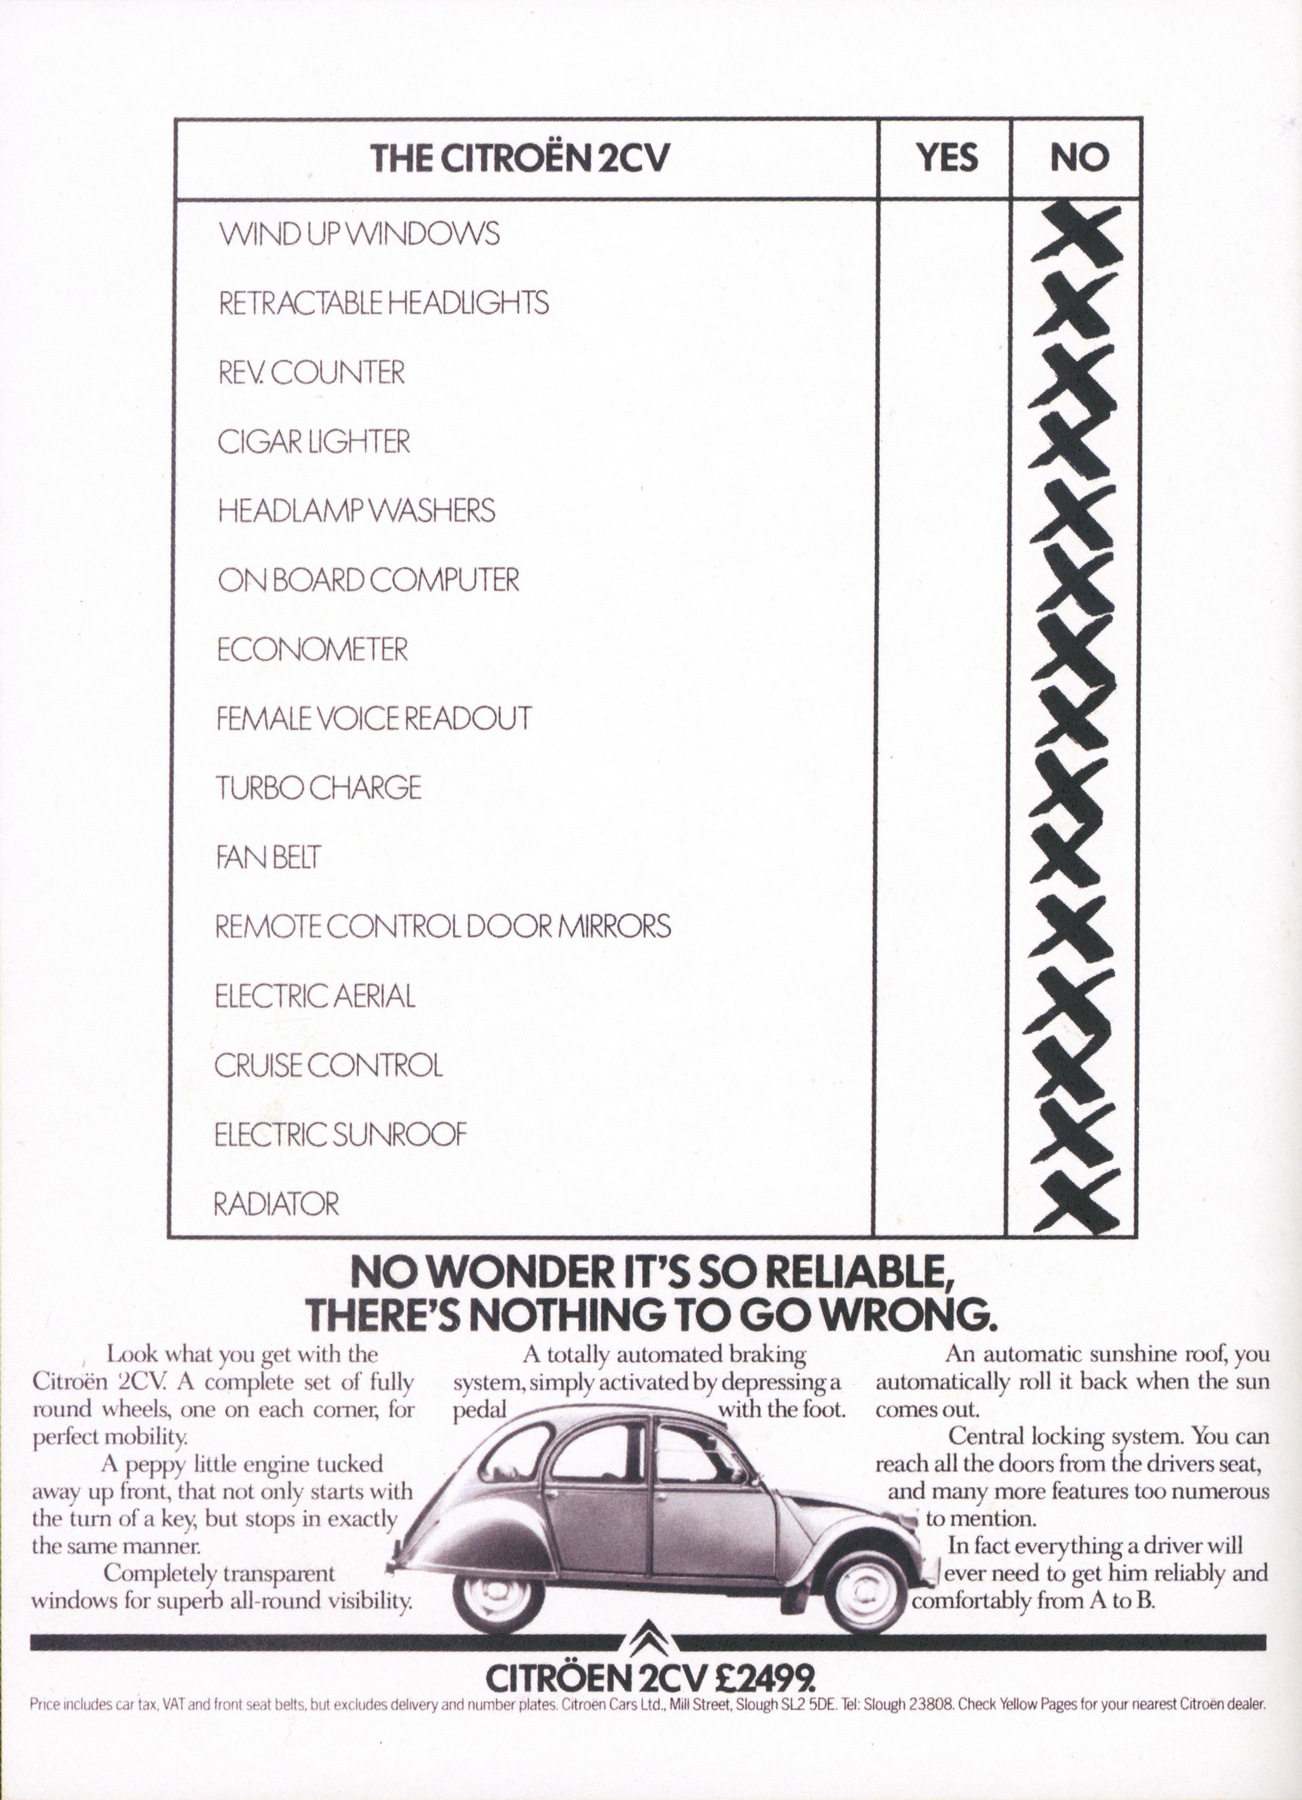 THE CITROËN 2CV YES NO
WIND UP WINDOWS
RETRACTABLE HEADLIGHTS
REV. COUNTER
CIGAR LIGHTER
HEADLAMP WASHERS
ON BOARD COMPUTER
ECONOMETER
FEMALE VOICE READOUT
TURBO CHARGE
FAN BELT
REMOTE CONTROL DOOR MIRRORS
ELECTRIC AERIAL
CRUISE CONTROL
ELECTRIC SUNROOF
RADIATOR
NO WONDER IT'S SO RELIABLE,
THERE'S NOTHING TO GO WRONG.
Look what you get with the
Citroën 2CV. A complete set of fully
round wheels, one on each corner, for
perfect mobility.
A peppy little engine tucked
away up front, that not only starts with
the turn of a key, but stops in exactly
the same manner.
Completely transparent
windows for superb all-round visibility.
A totally automated braking
system, simply activated by depressing a
pedal with the foot.
An automatic sunshine roof, you
automatically roll it back when the sun
comes out.
Central locking system. You can
reach all the doors from the drivers seat,
and many more features too numerous
to mention.
In fact everything a driver will
ever need to get him reliably and
comfortably from A to B.
CITRÖEN 2CV £2499.
Price includes car tax, VAT and front seat belts, but excludes delivery and number plates. Citroën Cars Ltd., Mill Street, Slough SL2 5DE. Tel: Slough 23808. Check Yellow Pages for your nearest Citroën dealer.